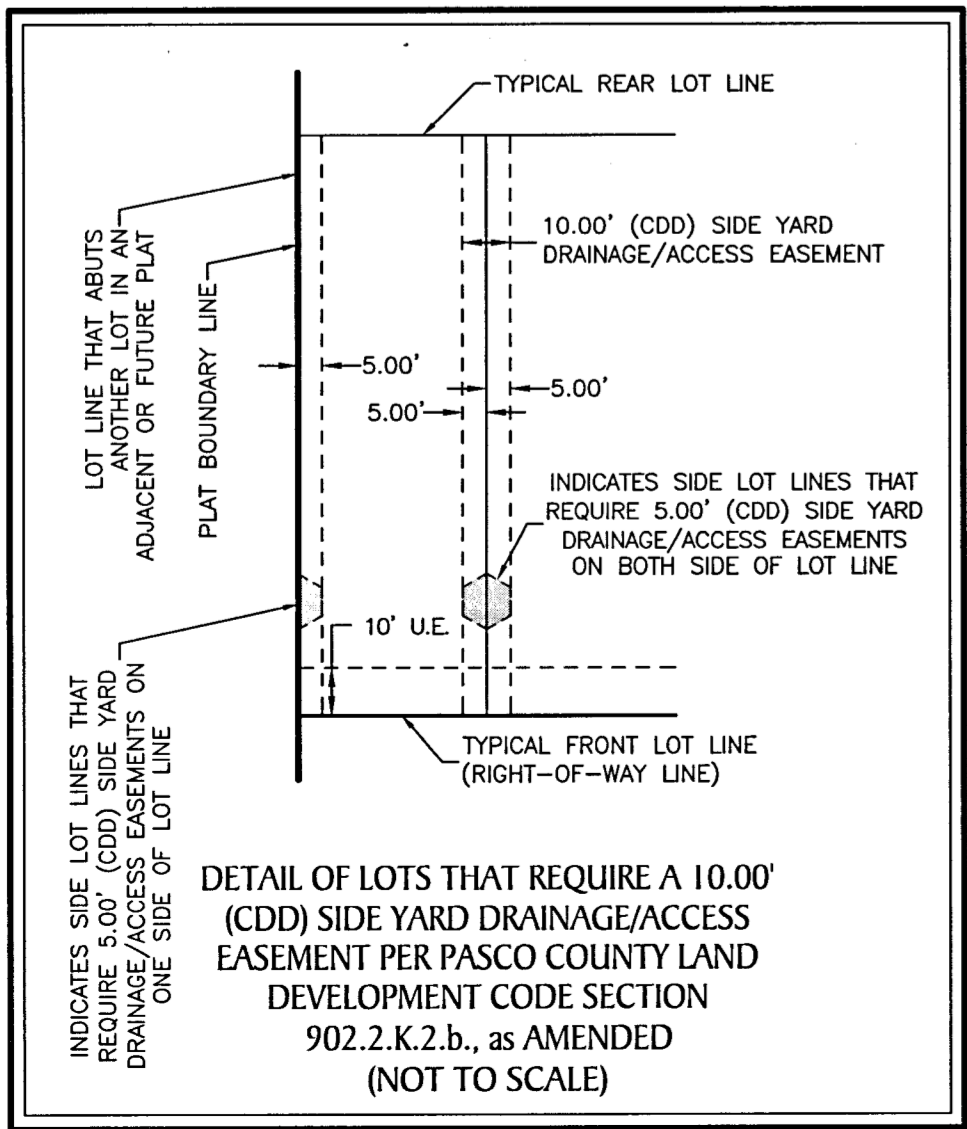 TYPICAL REAR LOT LINE
LOT LINE THAT ABUTS
ANOTHER LOT IN AN
ADJACENT OR FUTURE PLAT
PLAT BOUNDARY LINE
10.00' (CDD) SIDE YARD
DRAINAGE/ACCESS EASEMENT
5.00'
5.00'
5.00'
INDICATES SIDE LOT LINES THAT
REQUIRE 5.00' (CDD) SIDE YARD
DRAINAGE/ACCESS EASEMENTS
ON BOTH SIDE OF LOT LINE
10' U.E.
INDICATES SIDE LOT LINES THAT
REQUIRE 5.00' (CDD) SIDE YARD
DRAINAGE/ACCESS EASEMENTS ON
ONE SIDE OF LOT LINE
TYPICAL FRONT LOT LINE
(RIGHT-OF-WAY LINE)
DETAIL OF LOTS THAT REQUIRE A 10.00'
(CDD) SIDE YARD DRAINAGE/ACCESS
EASEMENT PER PASCO COUNTY LAND
DEVELOPMENT CODE SECTION
902.2.K.2.b., as AMENDED
(NOT TO SCALE)